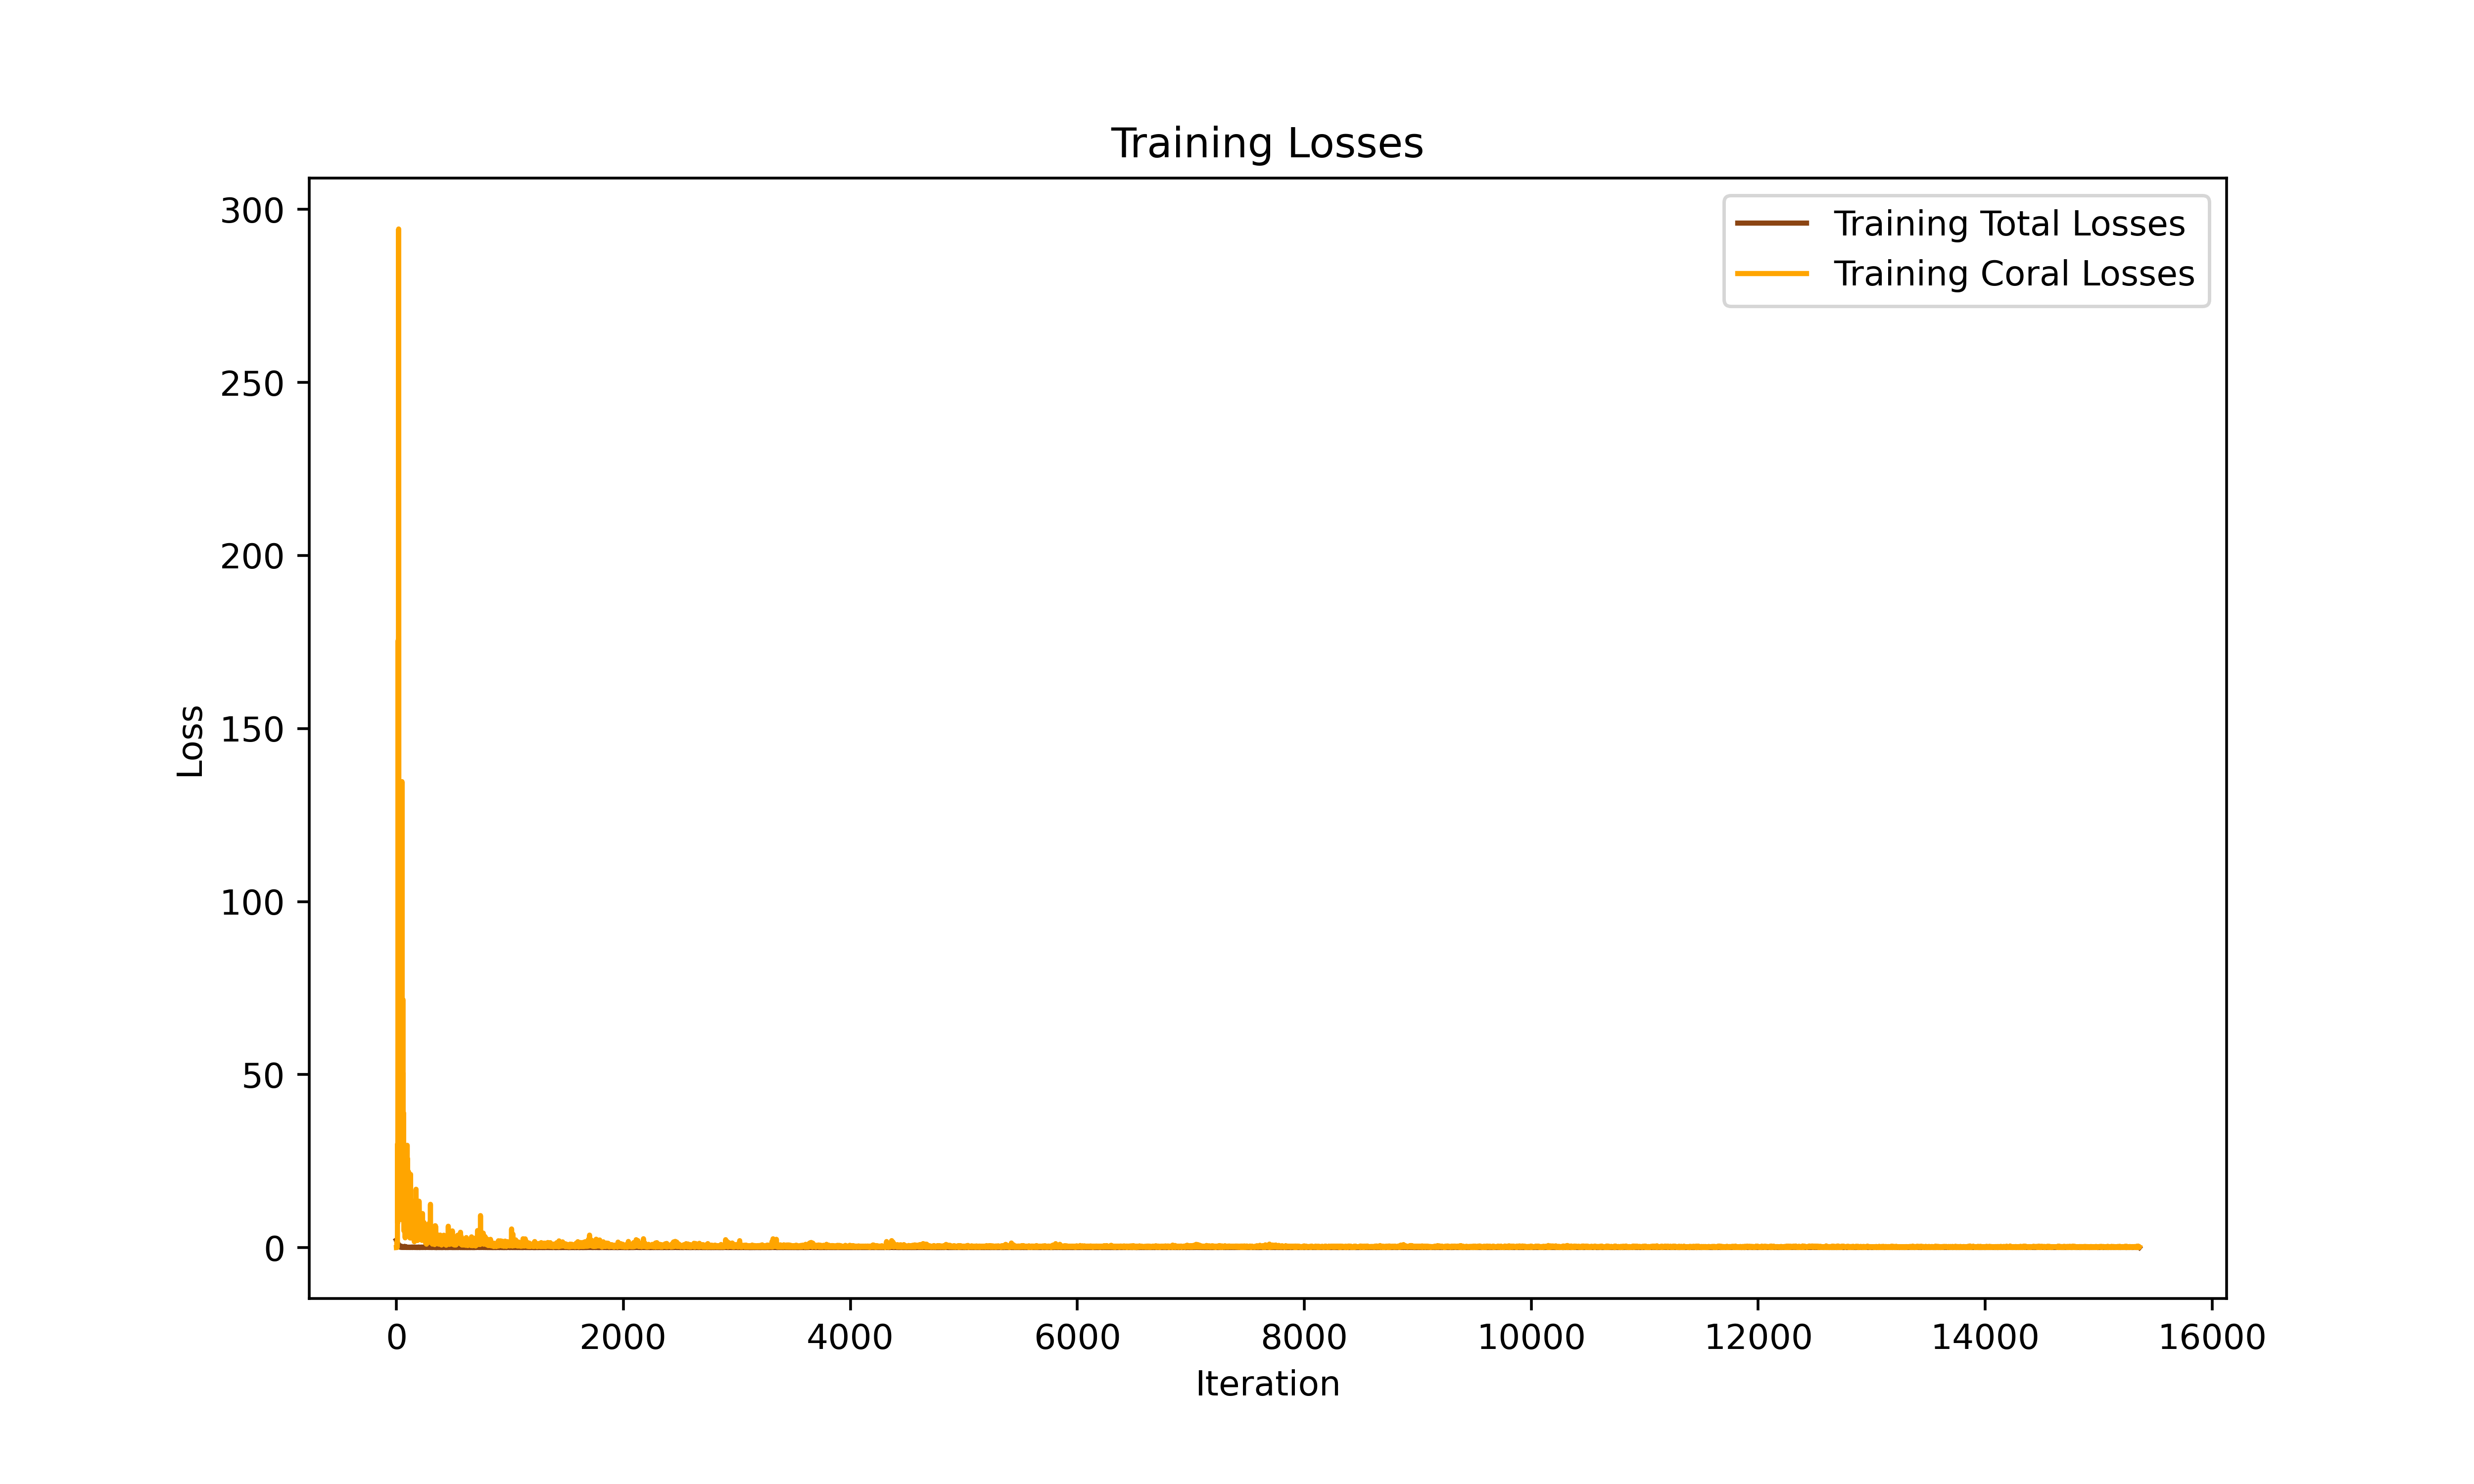 Training Losses
Training Total Losses
Training Coral Losses
300
250
200
150
100
50
0
Loss
0 2000 4000 6000 8000 10000 12000 14000 16000
Iteration